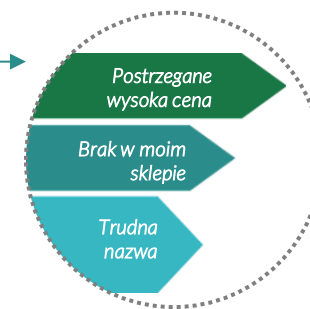 Postrzegane
wysoka cena
Brak w moim
sklepie
Trudna
nazwa